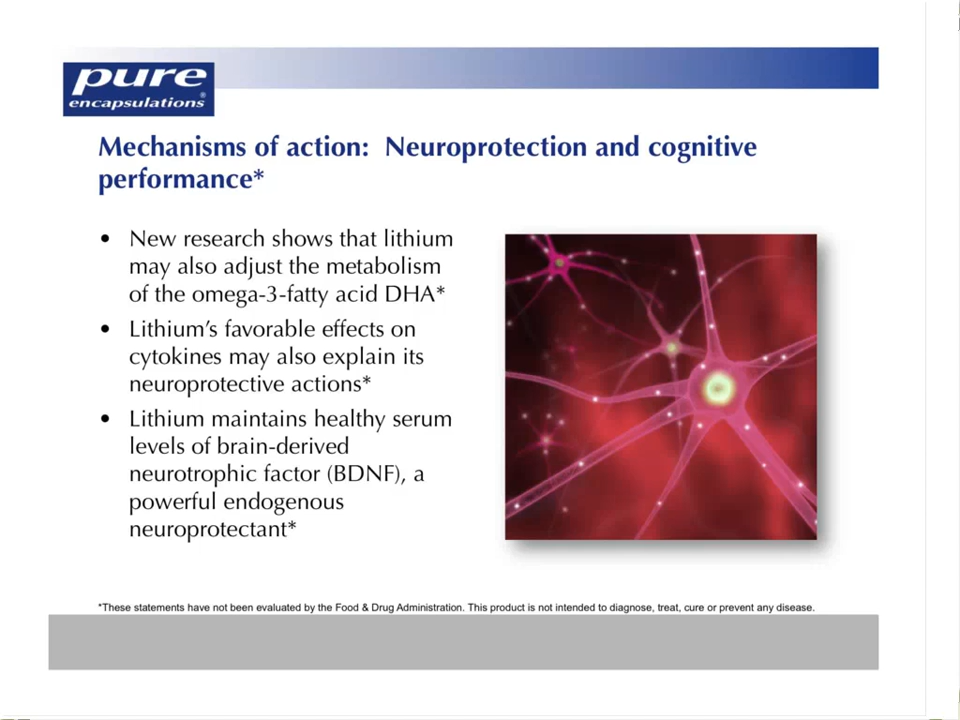 pure
encapsulations®
Mechanisms of action:  Neuroprotection and cognitive
performance*
• New research shows that lithium
may also adjust the metabolism
of the omega-3-fatty acid DHA*
• Lithium’s favorable effects on
cytokines may also explain its
neuroprotective actions*
• Lithium maintains healthy serum
levels of brain-derived
neurotrophic factor (BDNF), a
powerful endogenous
neuroprotectant*
*These statements have not been evaluated by the Food & Drug Administration. This product is not intended to diagnose, treat, cure or prevent any disease.